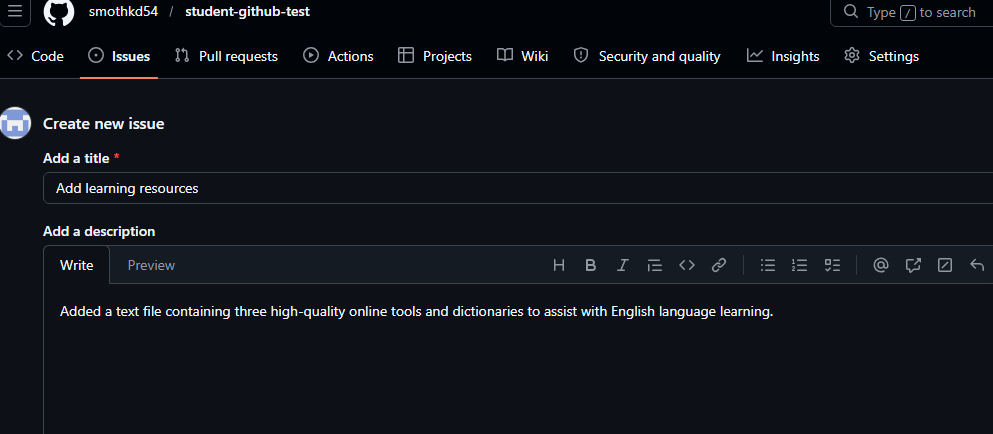 smothkd54 / student-github-test
Type / to search
Code Issues Pull requests Actions Projects Wiki Security and quality Insights Settings
Create new issue
Add a title *
Add learning resources
Add a description
Write Preview
Added a text file containing three high-quality online tools and dictionaries to assist with English language learning.